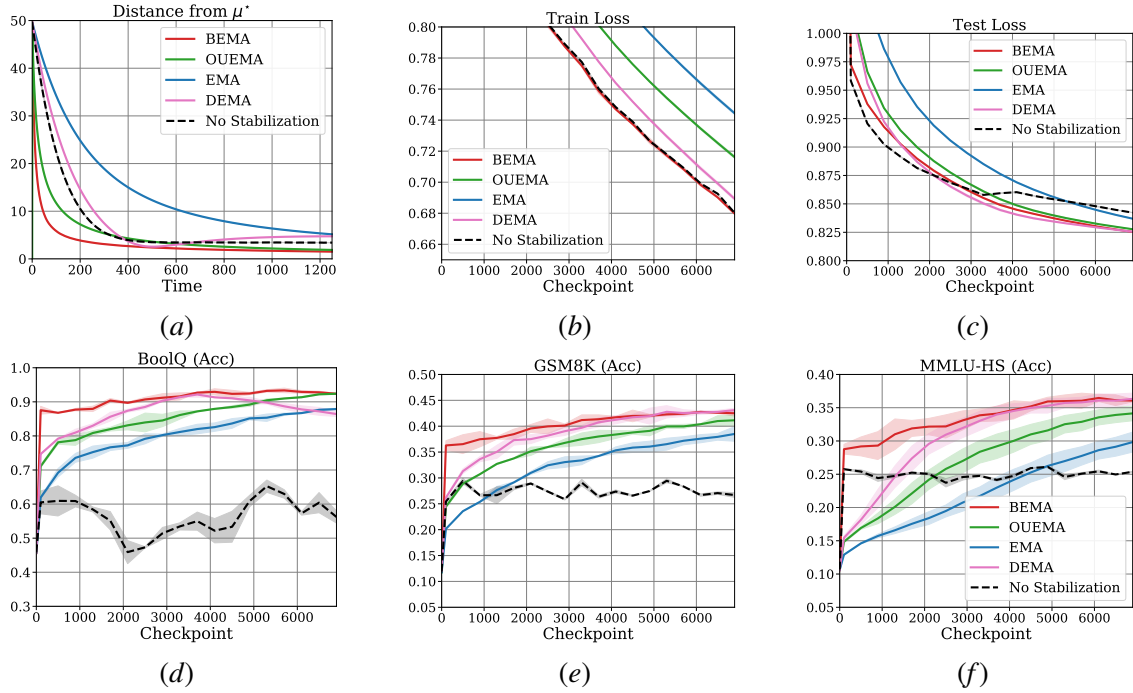 Distance from μ*
50
40
30
20
10
0
0 200 400 600 800 1000 1200
Time
BEMA
OUEMA
EMA
DEMA
No Stabilization
(a)
Train Loss
0.80
0.78
0.76
0.74
0.72
0.70
0.68
0.66
0 1000 2000 3000 4000 5000 6000
Checkpoint
BEMA
OUEMA
EMA
DEMA
No Stabilization
(b)
Test Loss
1.000
0.975
0.950
0.925
0.900
0.875
0.850
0.825
0.800
0 1000 2000 3000 4000 5000 6000
Checkpoint
BEMA
OUEMA
EMA
DEMA
No Stabilization
(c)
BoolQ (Acc)
1.0
0.9
0.8
0.7
0.6
0.5
0.4
0.3
0 1000 2000 3000 4000 5000 6000
Checkpoint
(d)
GSM8K (Acc)
0.50
0.45
0.40
0.35
0.30
0.25
0.20
0.15
0.10
0.05
0 1000 2000 3000 4000 5000 6000
Checkpoint
(e)
MMLU-HS (Acc)
0.40
0.35
0.30
0.25
0.20
0.15
0.10
0.05
0 1000 2000 3000 4000 5000 6000
Checkpoint
BEMA
OUEMA
EMA
DEMA
No Stabilization
(f)